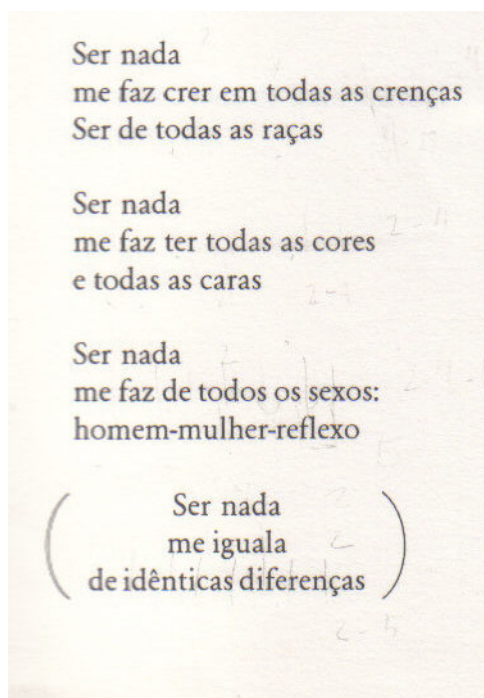 Ser nada
me faz crer em todas as crenças
Ser de todas as raças
Ser nada
me faz ter todas as cores
e todas as caras
Ser nada
me faz de todos os sexos:
homem-mulher-reflexo
(Ser nada
me iguala
de idênticas diferenças)